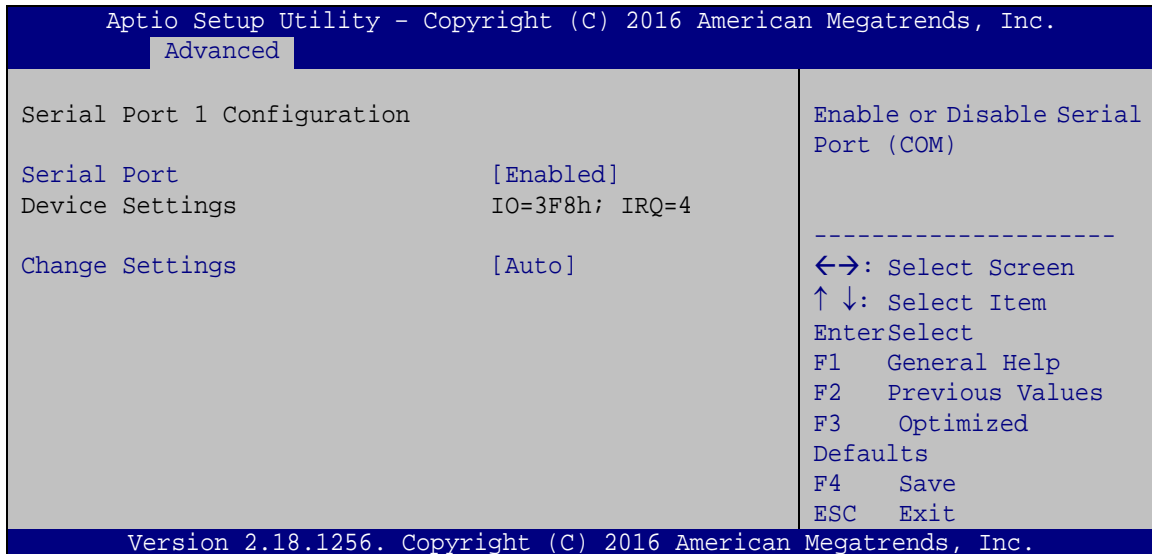 Aptio Setup Utility – Copyright (C) 2016 American Megatrends, Inc.
Advanced
Serial Port 1 Configuration
Serial Port [Enabled]
Device Settings IO=3F8h; IRQ=4
Change Settings [Auto]
Enable or Disable Serial
Port (COM)
---------------------
←→: Select Screen
↑ ↓: Select Item
EnterSelect
F1 General Help
F2 Previous Values
F3 Optimized
Defaults
F4 Save
ESC Exit
Version 2.18.1256. Copyright (C) 2016 American Megatrends, Inc.